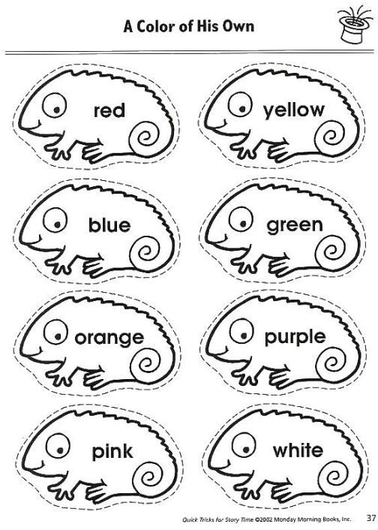 A Color of His Own
red
yellow
blue
green
orange
purple
pink
white
Quick Tricks for Story Time ©2002 Monday Morning Books, Inc.
37